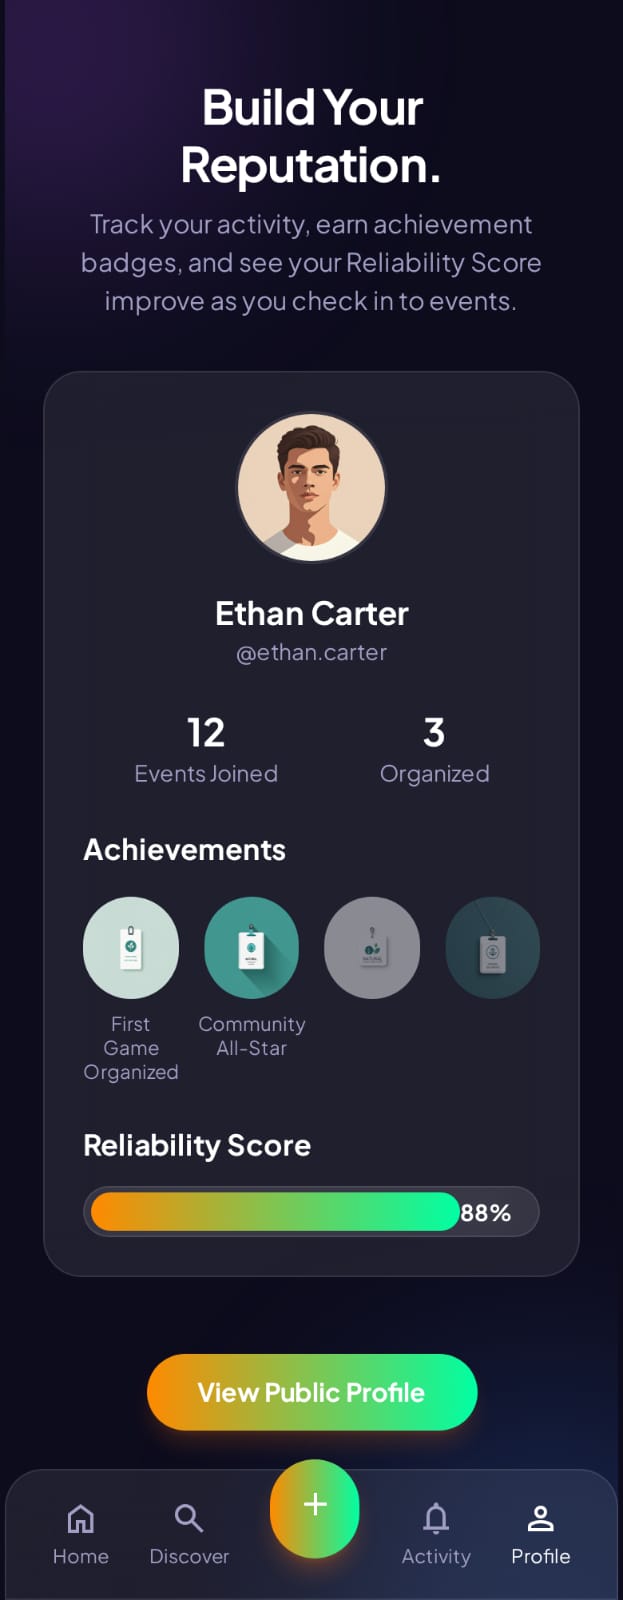 Build Your
Reputation.
Track your activity, earn achievement
badges, and see your Reliability Score
improve as you check in to events.
Ethan Carter
@ethan.carter
12
3
Events Joined
Organized
Achievements
First
Game
Organized
Community
All-Star
Reliability Score
88%
View Public Profile
+
Home
Discover
Activity
Profile